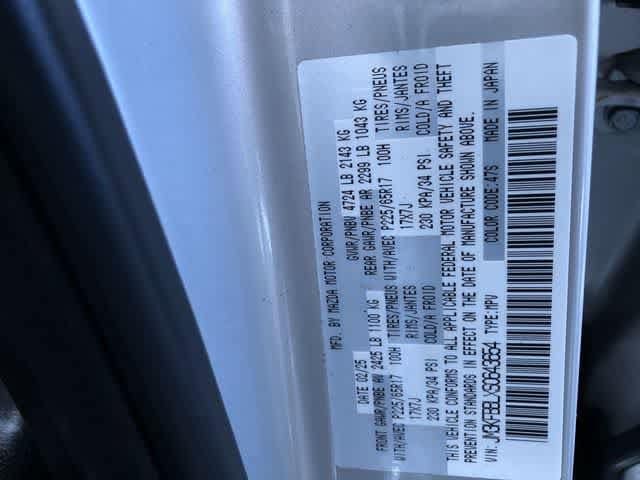 MFD. BY MAZDA MOTOR CORPORATION
DATE 02/25 GVWR/PNBV 4724 LB 2143 KG
FRONT GAWR/PNBE AV 2425 LB 1100 KG REAR GAWR/PNBE AR 2299 LB 1043 KG
WITH/AVEC P225/65R17 100H TIRES/PNEUS WITH/AVEC P225/65R17 100H TIRES/PNEUS
17X7J RIMS/JANTES 17X7J RIMS/JANTES
230 KPA/34 PSI COLD/A FROID 230 KPA/34 PSI COLD/A FROID
THIS VEHICLE CONFORMS TO ALL APPLICABLE FEDERAL MOTOR VEHICLE SAFETY AND THEFT
PREVENTION STANDARDS IN EFFECT ON THE DATE OF MANUFACTURE SHOWN ABOVE.
COLOR CODE:47S MADE IN JAPAN
VIN: TYPE:MPV